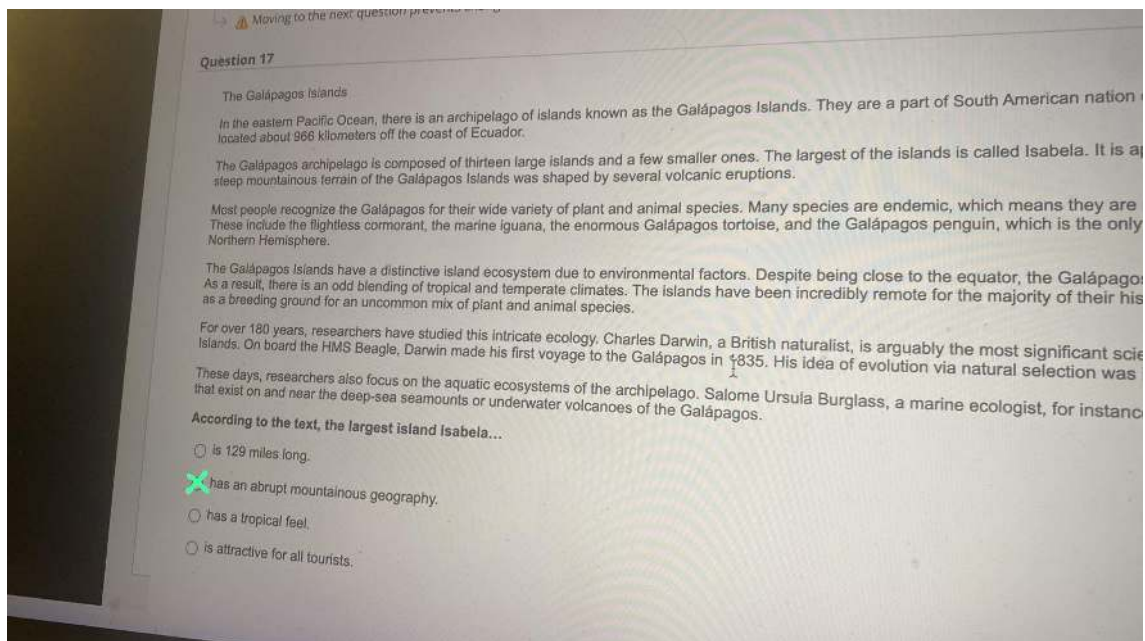 Moving to the next question
Question 17
The Galápagos Islands
In the eastern Pacific Ocean, there is an archipelago of islands known as the Galápagos Islands. They are a part of South American nation
located about 966 kilometers off the coast of Ecuador.
The Galápagos archipelago is composed of thirteen large islands and a few smaller ones. The largest of the islands is called Isabela. It is
steep mountainous terrain of the Galápagos Islands was shaped by several volcanic eruptions.
Most people recognize the Galápagos for their wide variety of plant and animal species. Many species are endemic, which means they are
These include the flightless cormorant, the marine iguana, the enormous Galápagos tortoise, and the Galápagos penguin, which is the only
Northern Hemisphere.
The Galápagos Islands have a distinctive island ecosystem due to environmental factors. Despite being close to the equator, the Galápagos
As a result, there is an odd blending of tropical and temperate climates. The islands have been incredibly remote for the majority of their
as a breeding ground for an uncommon mix of plant and animal species.
For over 180 years, researchers have studied this intricate ecology. Charles Darwin, a British naturalist, is arguably the most significant
Islands. On board the HMS Beagle, Darwin made his first voyage to the Galápagos in 1835. His idea of evolution via natural selection was
These days, researchers also focus on the aquatic ecosystems of the archipelago. Salome Ursula Burglass, a marine ecologist, for
that exist on and near the deep-sea seamounts or underwater volcanoes of the Galápagos.
According to the text, the largest island Isabela...
is 129 miles long.
has an abrupt mountainous geography.
has a tropical feel.
is attractive for all tourists.